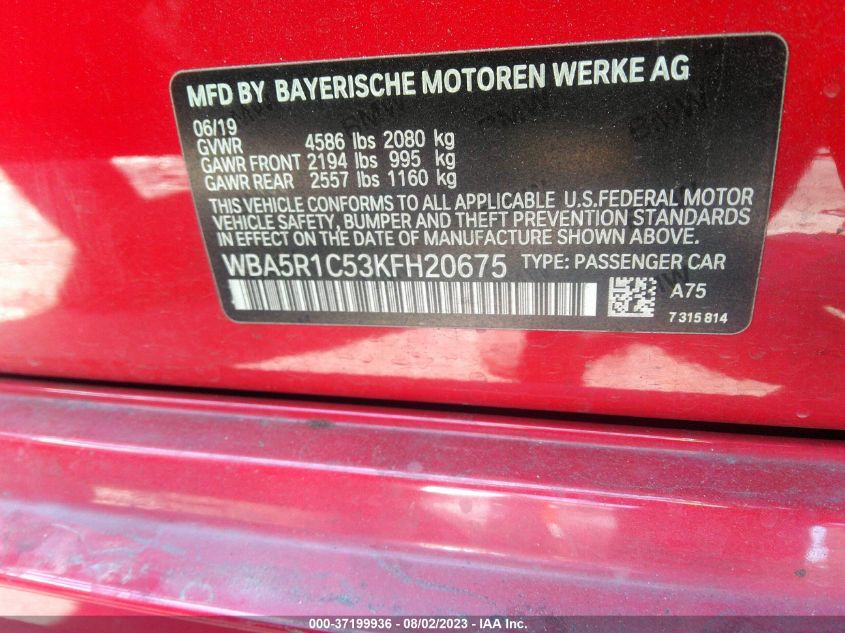 MFD BY BAYERISCHE MOTOREN WERKE AG
06/19
GVWR 4586 lbs 2080 kg
GAWR FRONT 2194 lbs 995 kg
GAWR REAR 2557 lbs 1160 kg
THIS VEHICLE CONFORMS TO ALL APPLICABLE U.S.FEDERAL MOTOR
VEHICLE SAFETY, BUMPER AND THEFT PREVENTION STANDARDS
IN EFFECT ON THE DATE OF MANUFACTURE SHOWN ABOVE.
WBA5R1C53KFH20675 TYPE: PASSENGER CAR
A75
7 315 814
000-37199936 - 08/02/2023 - IAA Inc.